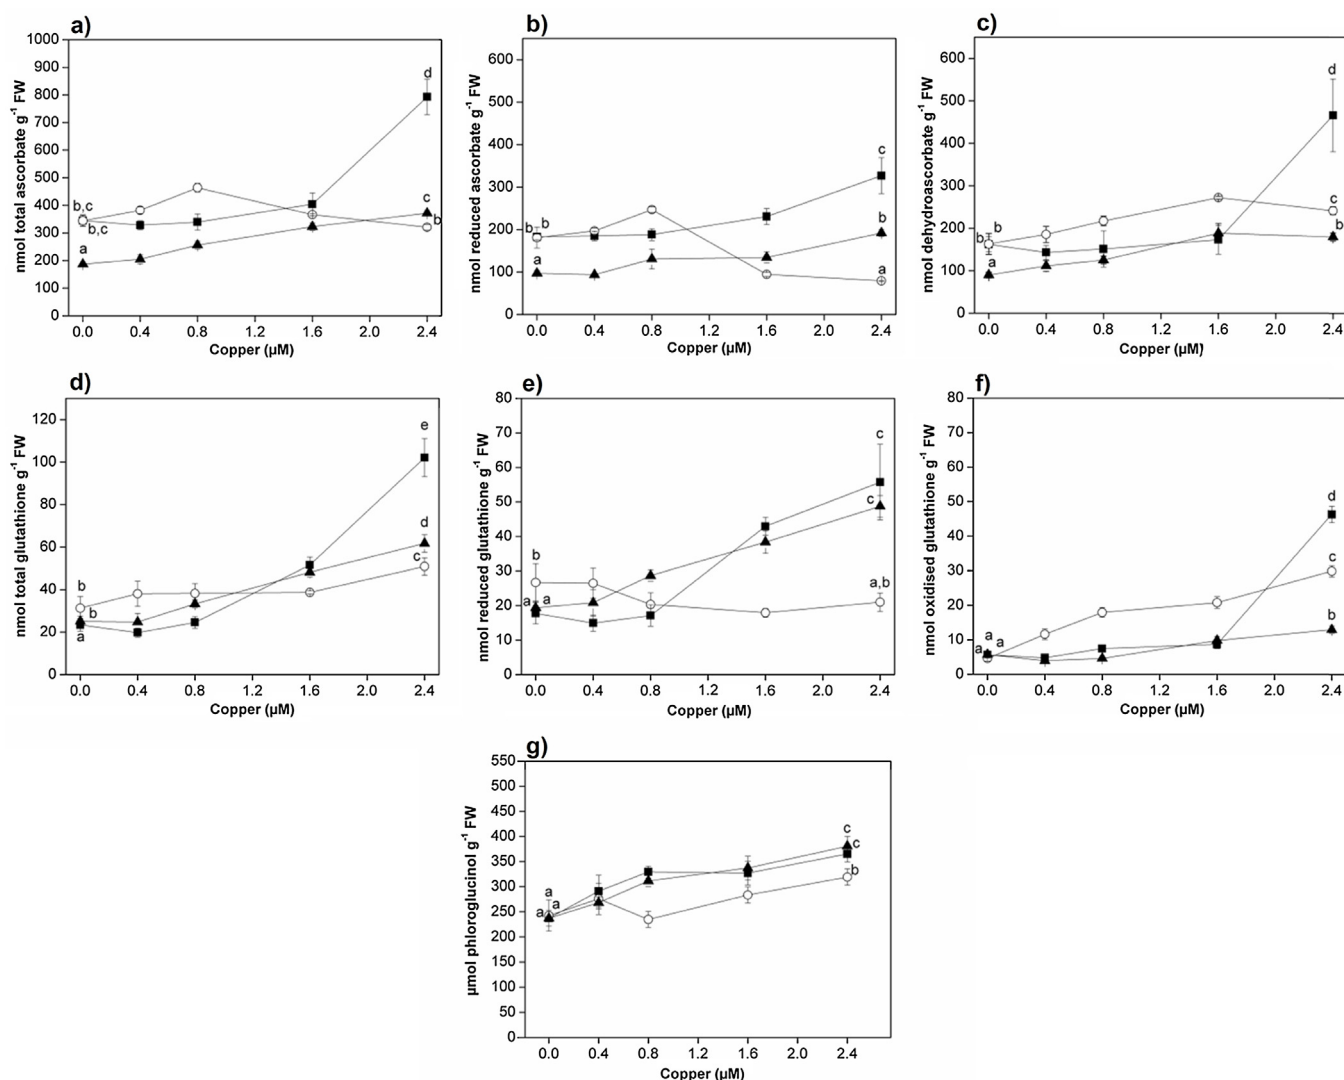 a)
nmol total ascorbate g-1 FW
1000
900
800
700
600
500
400
300
200
100
0
0.0 0.4 0.8 1.2 1.6 2.0 2.4
Copper (µM)
b,c
b,c
a
d
c
b
b)
nmol reduced ascorbate g-1 FW
600
500
400
300
200
100
0
0.0 0.4 0.8 1.2 1.6 2.0 2.4
Copper (µM)
b b
a
c
b
a
c)
nmol dehydroascorbate g-1 FW
600
500
400
300
200
100
0
0.0 0.4 0.8 1.2 1.6 2.0 2.4
Copper (µM)
b
b
a
d
c
b
d)
nmol total glutathione g-1 FW
120
100
80
60
40
20
0
0.0 0.4 0.8 1.2 1.6 2.0 2.4
Copper (µM)
b
b
a
e
d
c
e)
nmol reduced glutathione g-1 FW
80
70
60
50
40
30
20
10
0
0.0 0.4 0.8 1.2 1.6 2.0 2.4
Copper (µM)
b
a a
c
c
a,b
f)
nmol oxidised glutathione g-1 FW
80
70
60
50
40
30
20
10
0
0.0 0.4 0.8 1.2 1.6 2.0 2.4
Copper (µM)
a
a a
d
c
b
g)
µmol phloroglucinol g-1 FW
550
500
450
400
350
300
250
200
150
100
50
0
0.0 0.4 0.8 1.2 1.6 2.0 2.4
Copper (µM)
a
a a
c
c
b